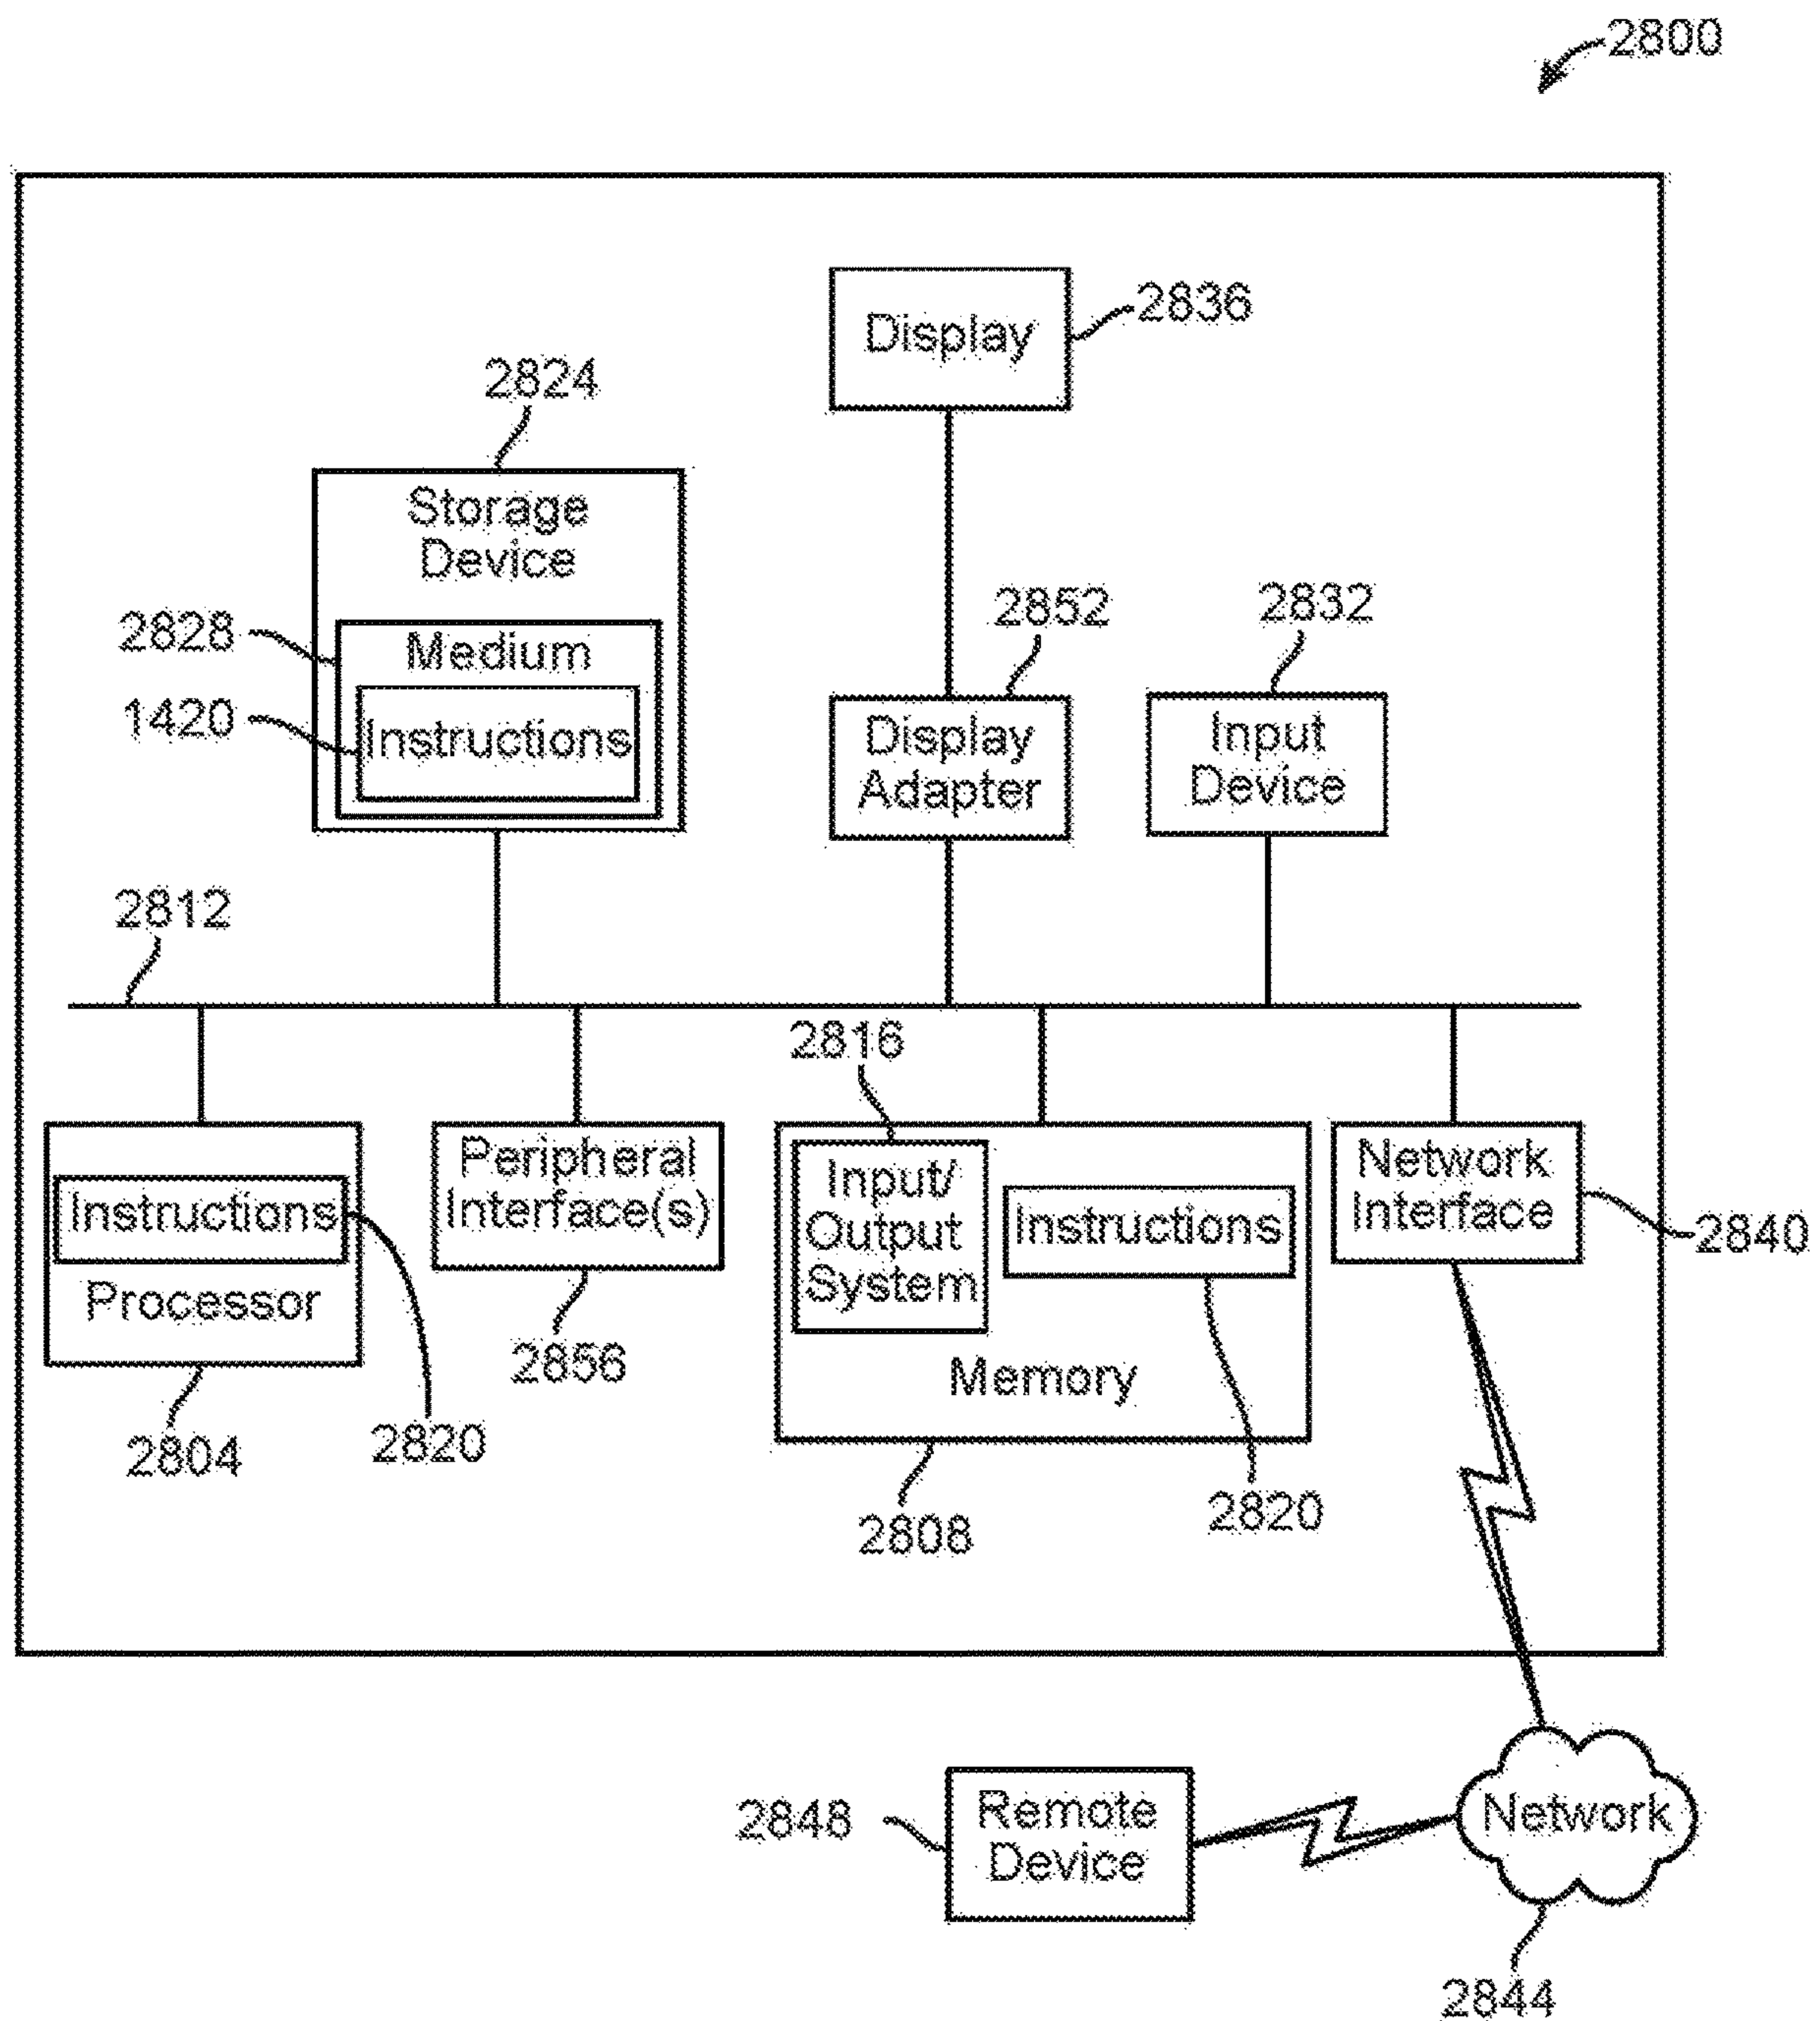 2800
Display
2836
2824
Storage
Device
2828
Medium
1420
Instructions
2852
Display
Adapter
2832
Input
Device
2812
2816
Instructions
Processor
2804
2820
Peripheral
Interface(s)
2856
Input/
Output
System
Instructions
Memory
2808
2820
Network
Interface
2840
2848
Remote
Device
Network
2844